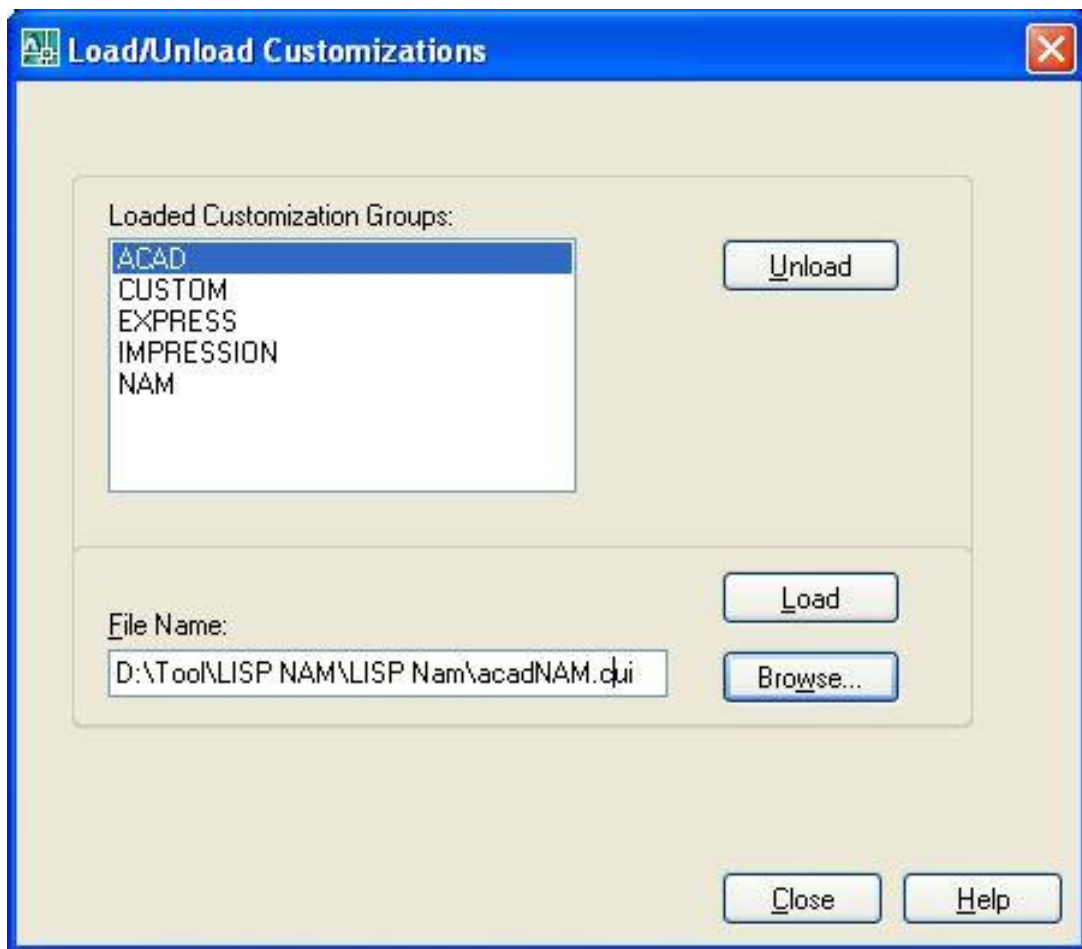 Load/Unload Customizations
Loaded Customization Groups:
ACAD
CUSTOM
EXPRESS
IMPRESSION
NAM
Unload
Load
File Name:
D:\Tool\LISP NAM\LISP Nam\acadNAM.cui
Browse...
Close Help